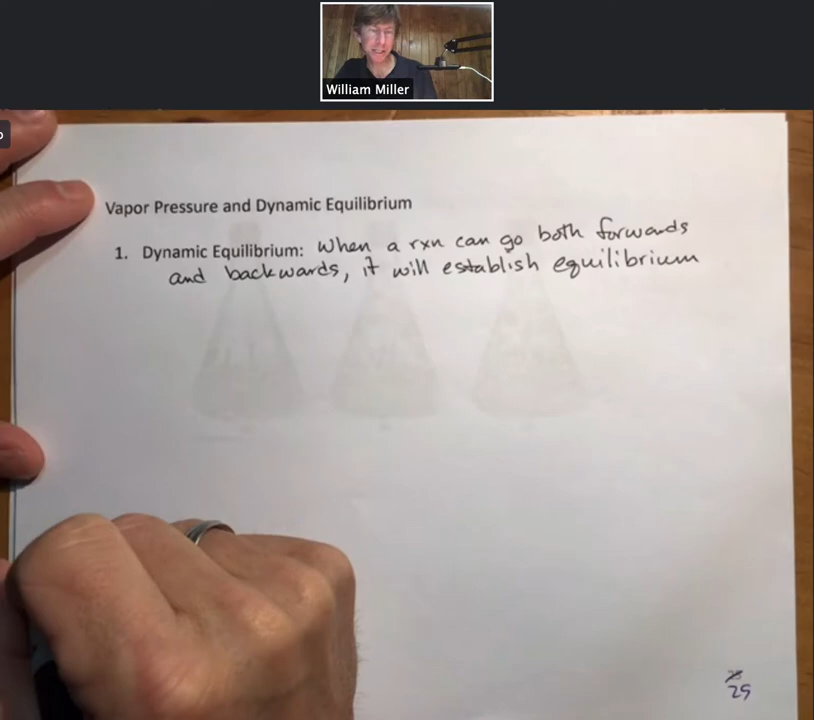 William Miller
Vapor Pressure and Dynamic Equilibrium
1. Dynamic Equilibrium: When a rxn can go both forwards
and backwards, it will establish equilibrium
25